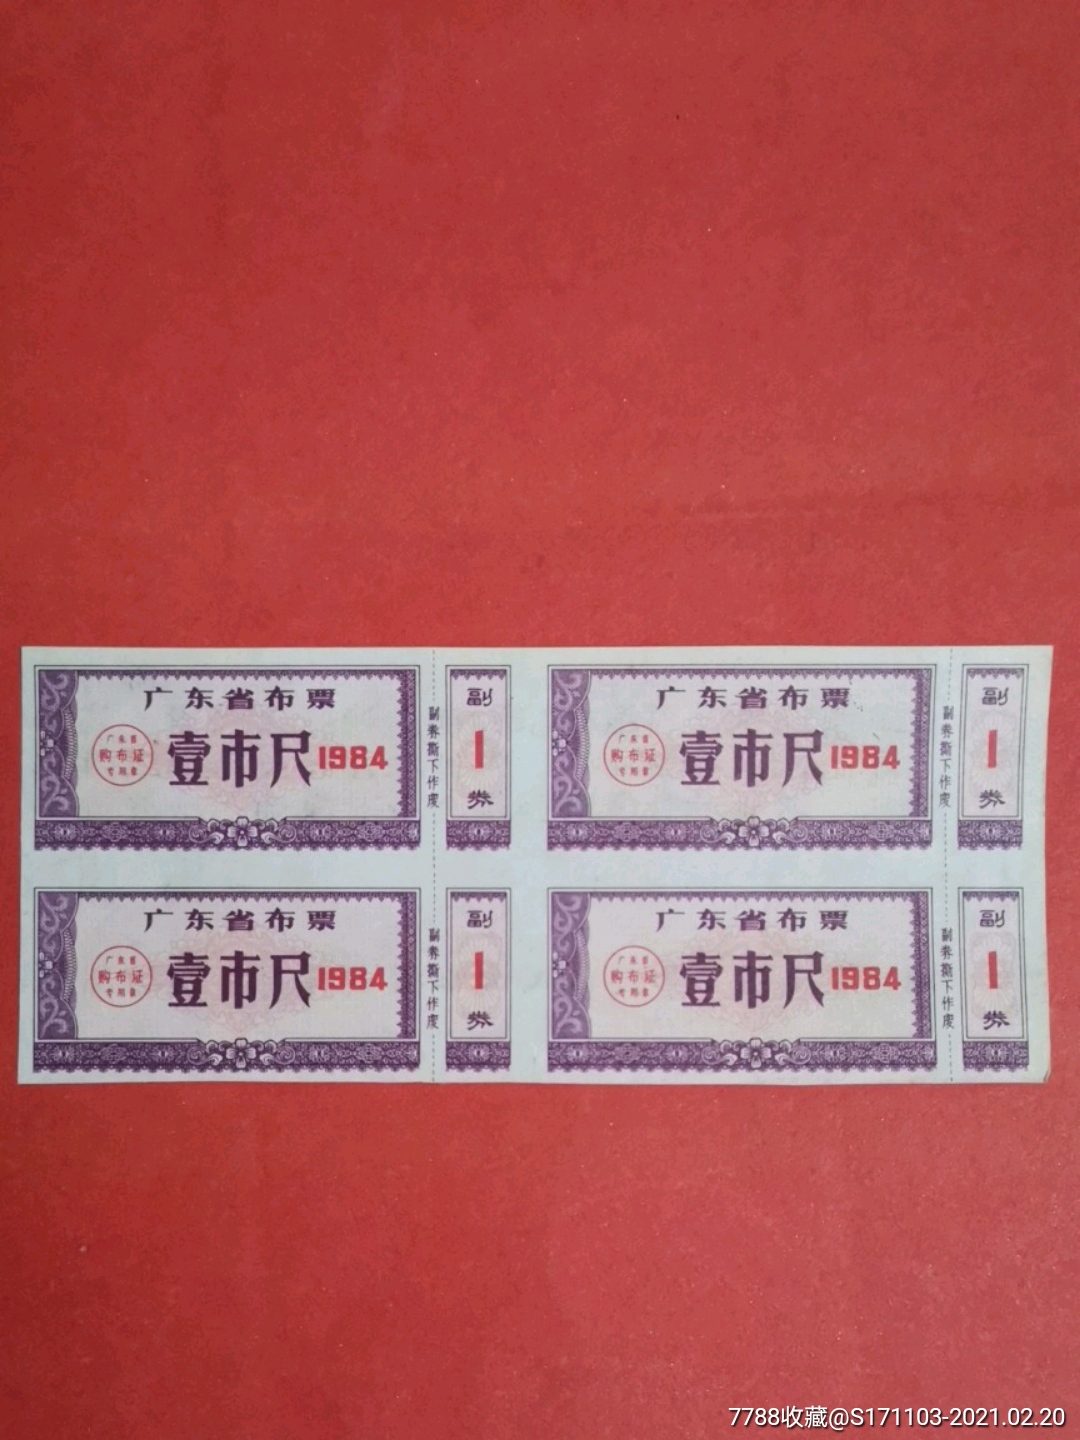 广东省布票
广东省
购布证
专用章
壹市尺 1984
副券撕下作废
副
1
券
广东省布票
广东省
购布证
专用章
壹市尺 1984
副券撕下作废
副
1
券
广东省布票
广东省
购布证
专用章
壹市尺 1984
副券撕下作废
副
1
券
广东省布票
广东省
购布证
专用章
壹市尺 1984
副券撕下作废
副
1
券
7788收藏@S171103-2021.02.20